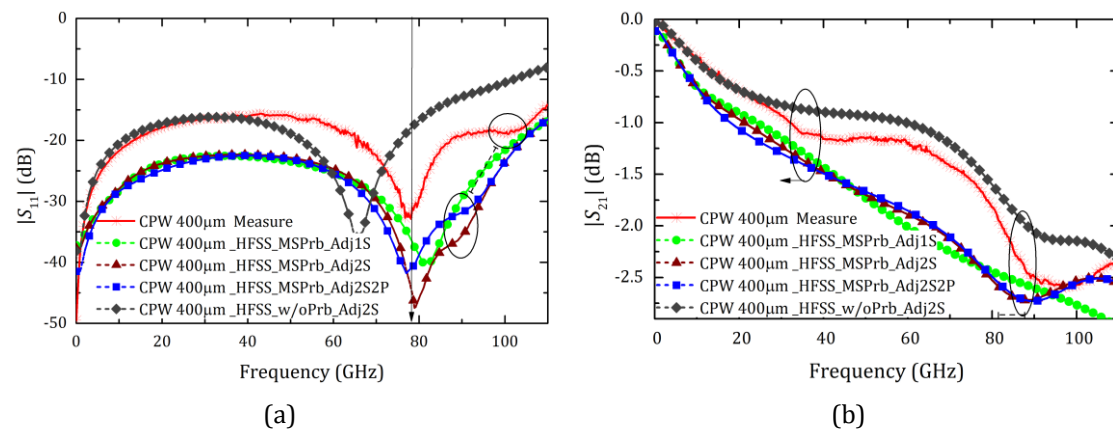 0
-10
-20
-30
-40
-50
|S₁₁| (dB)
CPW 400μm Measure
CPW 400μm _HFSS_MSPrb_Adj1S
CPW 400μm _HFSS_MSPrb_Adj2S
CPW 400μm _HFSS_MSPrb_Adj2S2P
CPW 400μm _HFSS_w/oPrb_Adj2S
0 20 40 60 80 100
Frequency (GHz)
(a)
0.0
-0.5
-1.0
-1.5
-2.0
-2.5
|S₂₁| (dB)
CPW 400μm Measure
CPW 400μm _HFSS_MSPrb_Adj1S
CPW 400μm _HFSS_MSPrb_Adj2S
CPW 400μm _HFSS_MSPrb_Adj2S2P
CPW 400μm _HFSS_w/oPrb_Adj2S
0 20 40 60 80 100
Frequency (GHz)
(b)